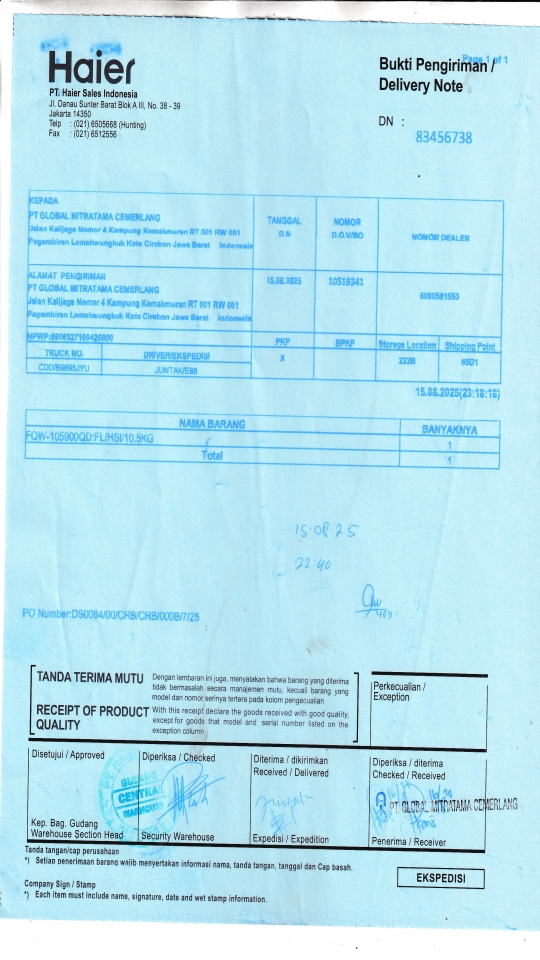 Haier
PT. Haier Sales Indonesia
Jl. Danau Sunter Barat Blok A III, No. 38 - 39
Jakarta 14350
Telp : (021) 6505668 (Hunting)
Fax : (021) 6512556
Page 1 of 1
Bukti Pengiriman /
Delivery Note
DN :
83456738
KEPADA
PT GLOBAL MITRATAMA CEMERLANG
Jalan Kalijaga Nomor 4 Kampung Kamaimuran RT 001 RW 001
Pegambiran Lemahwungkuk Kota Cirebon Jawa Barat Indonesia
TANGGAL
D.N
NOMOR
D.O.V/SO
NOMOR DEALER
ALAMAT PENGIRIMAN
PT GLOBAL MITRATAMA CEMERLANG
Jalan Kalijaga Nomor 4 Kampung Kamaimuran RT 001 RW 001
Pegambiran Lemahwungkuk Kota Cirebon Jawa Barat Indonesia
15.08.2025
10519341
PKP
BPKP
Storage Location
Shipping Point
TRUCK NO.
DRIVER/EKSPEDISI
X
222B
CDD/B9695JYU
JUNTAK/E88
15.08.2025(23:16:16)
NAMA BARANG
BANYAKNYA
FQW-105900QD:FL/HSI/10.5KG
1
Total
1
15.08.25
22:40
PO Number:DS0084/00/CRB/CRB/000B/7/25
TANDA TERIMA MUTU
Dengan lembaran ini juga, menyatakan bahwa barang yang diterima
tidak bermasalah secara manajemen mutu, kecuali barang yang
model dan nomor serinya tertera pada kolom pengecualian
RECEIPT OF PRODUCT
QUALITY
With this receipt declare the goods received with good quality,
except for goods that model and serial number listed on the
exception column
Perkecualian /
Exception
Disetujui / Approved
Diperiksa / Checked
Diterima / dikirimkan
Received / Delivered
Diperiksa / diterima
Checked / Received
GUDANG
CENTRAL
WAREHOUSE
PT GLOBAL MITRATAMA CEMERLANG
Kep. Bag. Gudang
Warehouse Section Head
Security Warehouse
Expedisi / Expedition
Penerima / Receiver
Tanda tangan/cap perusahaan
*) Setiao penerimaan barang wajib menyertakan informasi nama, tanda tangan, tanggal dan Cap basah.
EKSPEDISI
Company Sign / Stamp
*) Each item must include name, signature, date and wet stamp information.